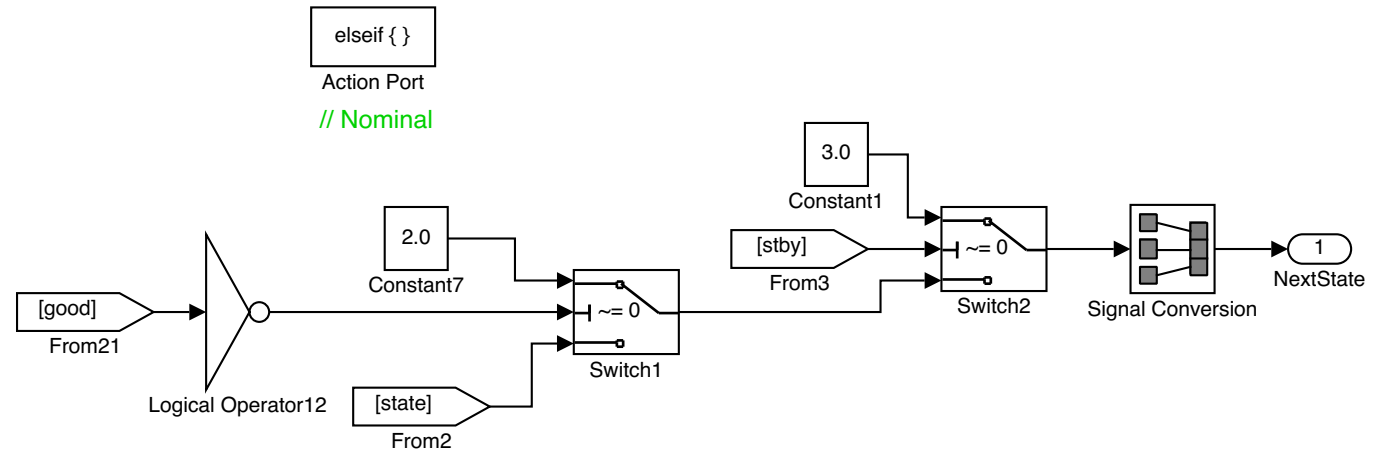 elseif { }
Action Port
// Nominal
3.0
Constant1
2.0
Constant7
[stby]
From3
~= 0
Switch2
1
NextState
Signal Conversion
[good]
From21
Logical Operator12
~= 0
Switch1
[state]
From2